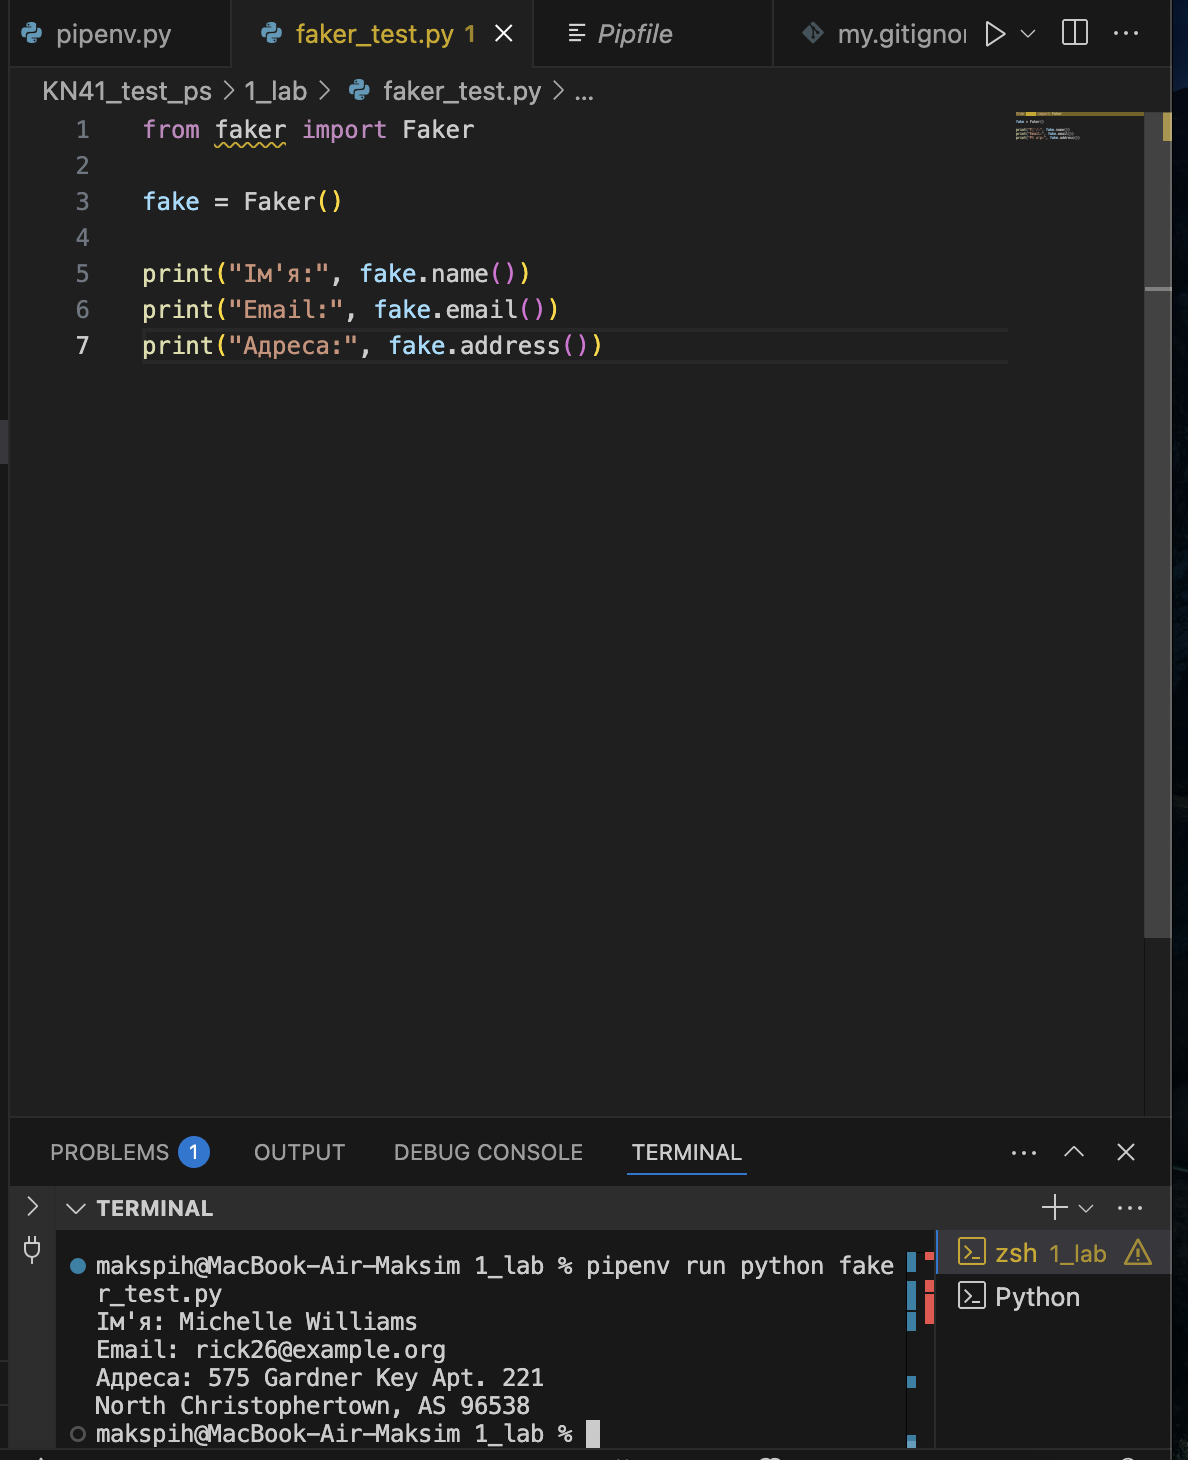 pipenv.py faker_test.py 1 Pipfile my.gitignor
KN41_test_ps > 1_lab > faker_test.py > ...
1 from faker import Faker
2
3 fake = Faker()
4
5 print("Ім'я:", fake.name())
6 print("Email:", fake.email())
7 print("Адреса:", fake.address())
PROBLEMS 1 OUTPUT DEBUG CONSOLE TERMINAL
TERMINAL
makspih@MacBook-Air-Maksim 1_lab % pipenv run python fake
r_test.py
Ім'я: Michelle Williams
Email: rick26@example.org
Адреса: 575 Gardner Key Apt. 221
North Christophertown, AS 96538
makspih@MacBook-Air-Maksim 1_lab %
zsh 1_lab
Python